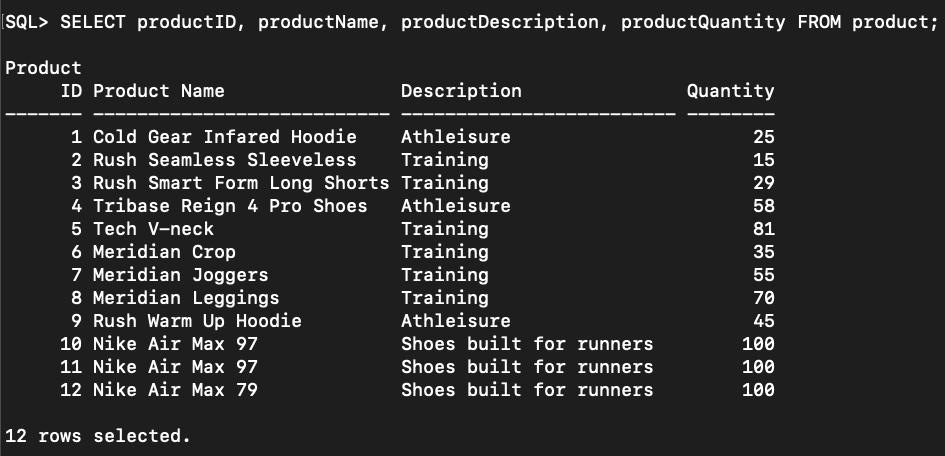 SQL> SELECT productID, productName, productDescription, productQuantity FROM product;
Product
     ID Product Name                Description               Quantity
------- --------------------------- ------------------------- --------
      1 Cold Gear Infared Hoodie    Athleisure                      25
      2 Rush Seamless Sleeveless    Training                        15
      3 Rush Smart Form Long Shorts Training                        29
      4 Tribase Reign 4 Pro Shoes   Athleisure                      58
      5 Tech V-neck                 Training                        81
      6 Meridian Crop               Training                        35
      7 Meridian Joggers            Training                        55
      8 Meridian Leggings           Training                        70
      9 Rush Warm Up Hoodie         Athleisure                      45
     10 Nike Air Max 97             Shoes built for runners        100
     11 Nike Air Max 97             Shoes built for runners        100
     12 Nike Air Max 79             Shoes built for runners        100
12 rows selected.